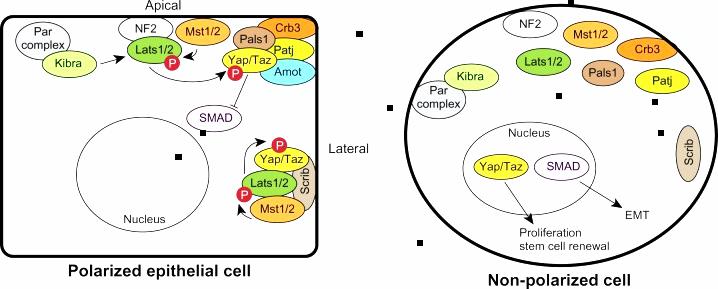 Apical
Par
complex
Kibra
NF2
Lats1/2
P
Mst1/2
Crb3
Pals1
Patj
Yap/Taz
P
Amot
SMAD
Nucleus
P
Yap/Taz
Lats1/2
P
Mst1/2
Scrib
Lateral
Polarized epithelial cell
NF2
Mst1/2
Crb3
Lats1/2
Pals1
Patj
Kibra
Par
complex
Scrib
Nucleus
Yap/Taz
SMAD
EMT
Proliferation
stem cell renewal
Non-polarized cell